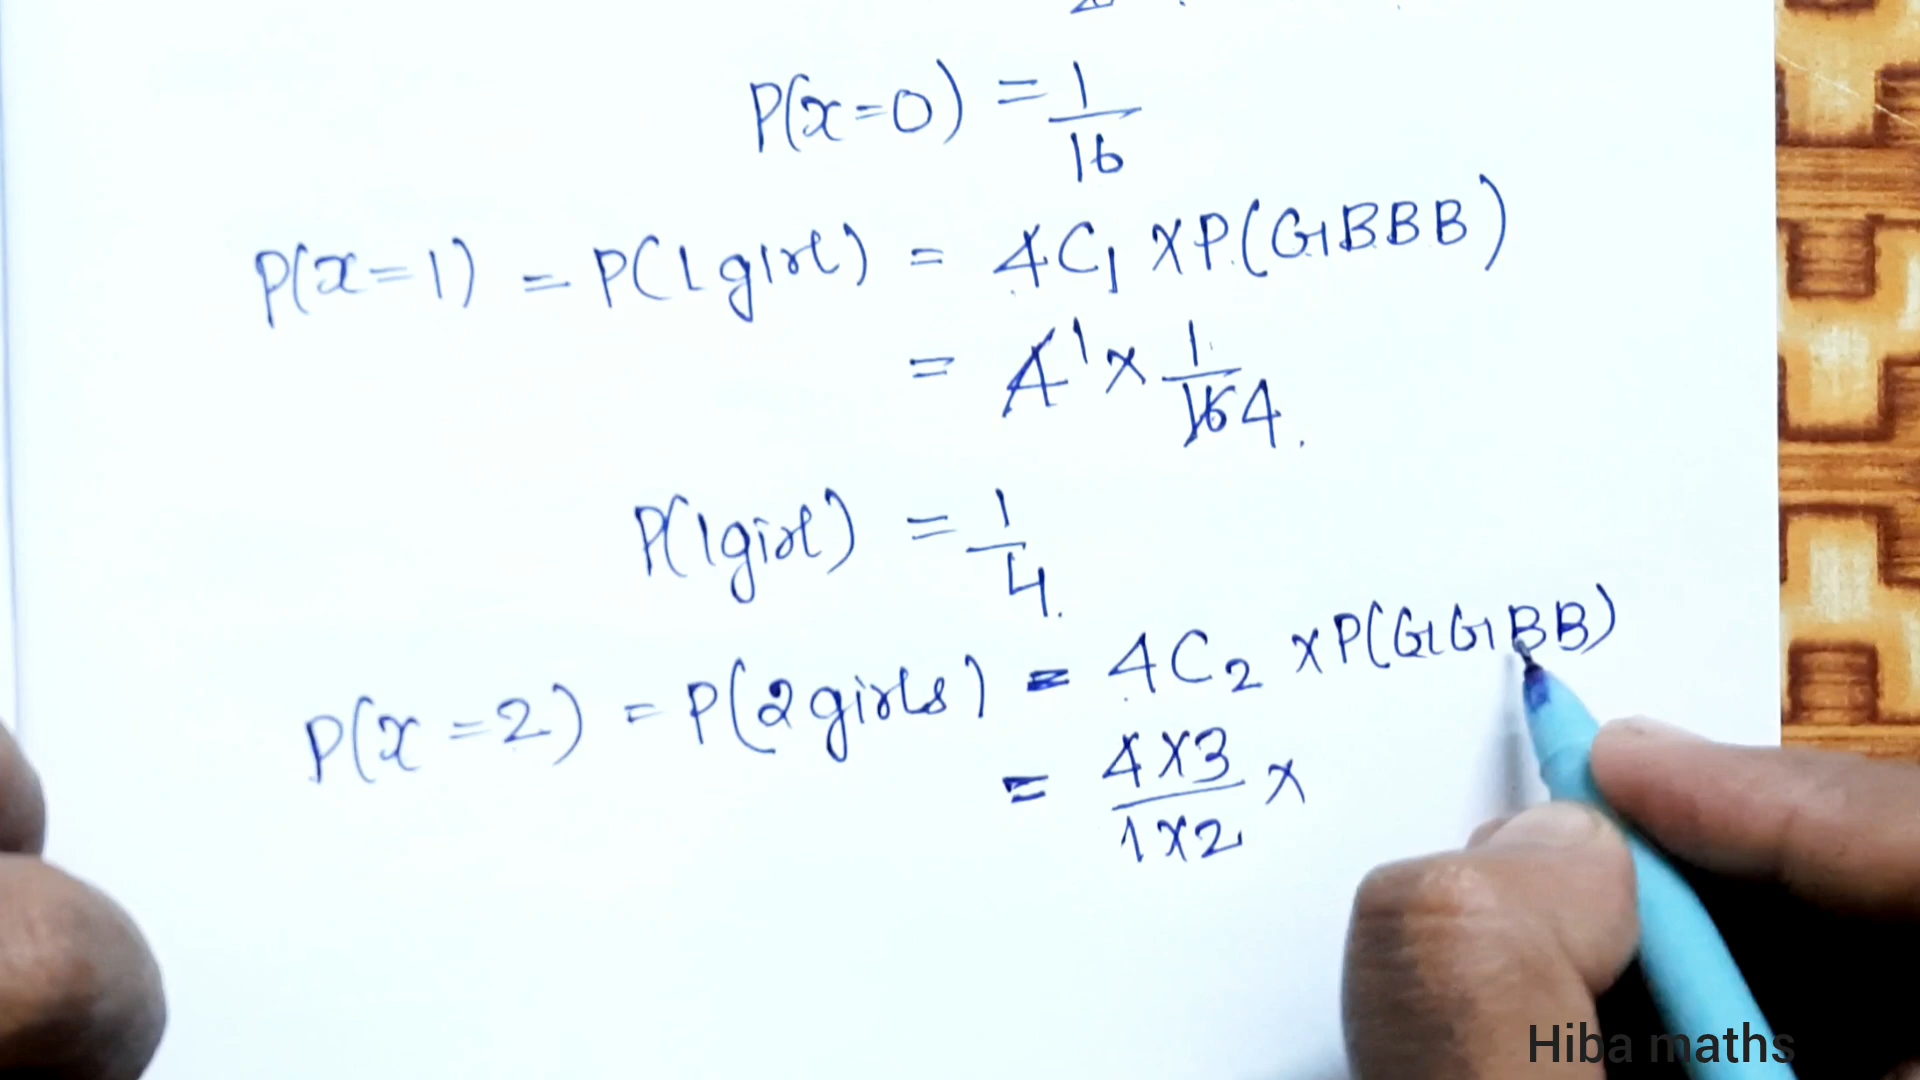 P(x=0) = 1/16
P(x=1) = P(1 girl) = 4C₁ × P(GBBB)
= 4 1 × 1/16 4.
P(1 girl) = 1/4.
P(x=2) = P(2 girls) = 4C₂ × P(GGBB)
= 4×3/1×2 ×
Hiba maths